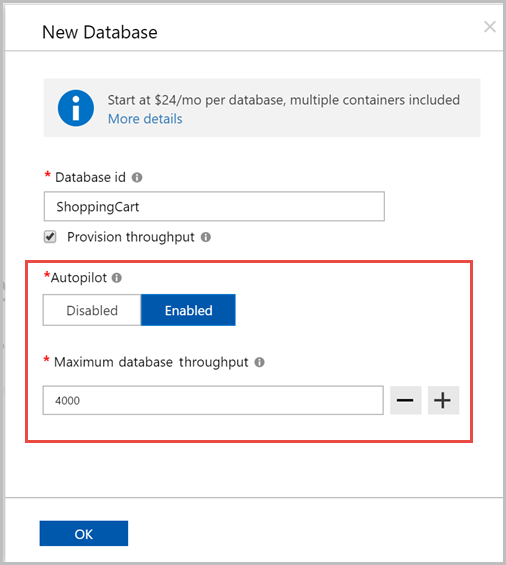 New Database
Start at $24/mo per database, multiple containers included
More details
* Database id
ShoppingCart
Provision throughput
*Autopilot
Disabled Enabled
* Maximum database throughput
4000
OK